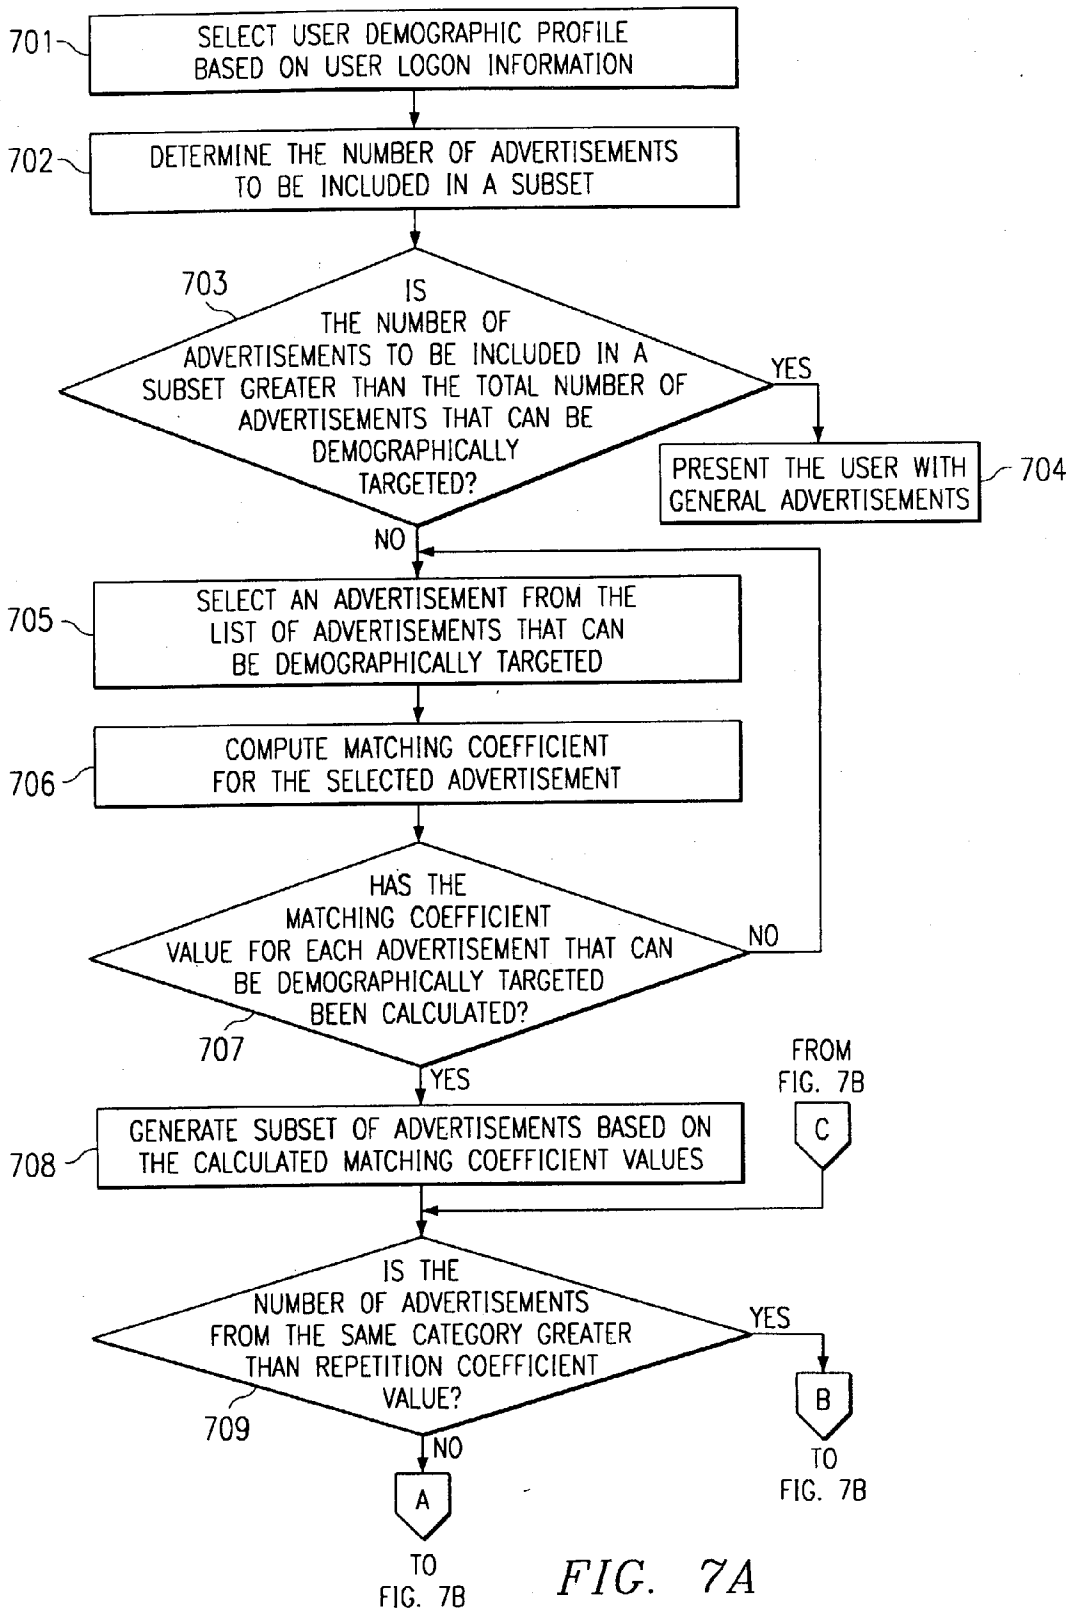 701
SELECT USER DEMOGRAPHIC PROFILE
BASED ON USER LOGON INFORMATION
702
DETERMINE THE NUMBER OF ADVERTISEMENTS
TO BE INCLUDED IN A SUBSET
703
IS
THE NUMBER OF
ADVERTISEMENTS TO BE INCLUDED IN A
SUBSET GREATER THAN THE TOTAL NUMBER OF
ADVERTISEMENTS THAT CAN BE
DEMOGRAPHICALLY
TARGETED?
YES
PRESENT THE USER WITH
GENERAL ADVERTISEMENTS
704
NO
705
SELECT AN ADVERTISEMENT FROM THE
LIST OF ADVERTISEMENTS THAT CAN
BE DEMOGRAPHICALLY TARGETED
706
COMPUTE MATCHING COEFFICIENT
FOR THE SELECTED ADVERTISEMENT
HAS THE
MATCHING COEFFICIENT
VALUE FOR EACH ADVERTISEMENT THAT CAN
BE DEMOGRAPHICALLY TARGETED
BEEN CALCULATED?
NO
707
YES
FROM
FIG. 7B
C
708
GENERATE SUBSET OF ADVERTISEMENTS BASED ON
THE CALCULATED MATCHING COEFFICIENT VALUES
IS THE
NUMBER OF ADVERTISEMENTS
FROM THE SAME CATEGORY GREATER
THAN REPETITION COEFFICIENT
VALUE?
YES
709
B
TO
FIG. 7B
NO
A
TO
FIG. 7B
FIG. 7A